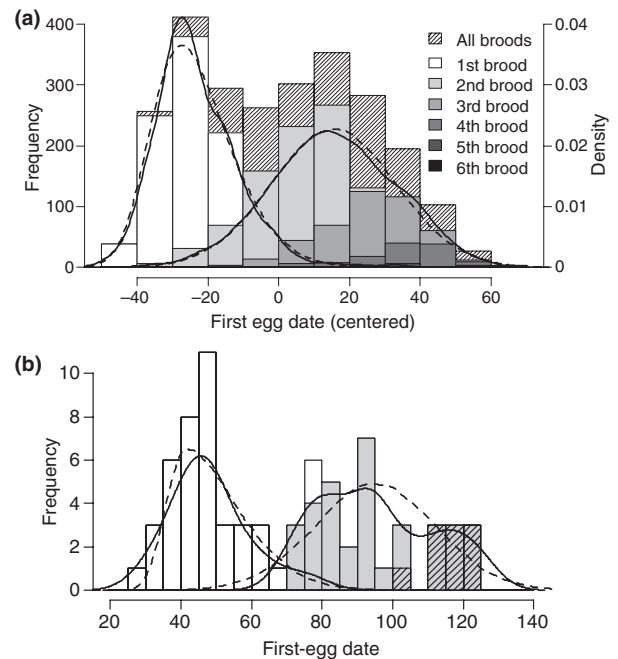 (a)
400
300
200
100
0
Frequency
0.04
0.03
0.02
0.01
0
Density
All broods
1st brood
2nd brood
3rd brood
4th brood
5th brood
6th brood
−40 −20 0 20 40 60
First egg date (centered)
(b)
10
8
6
4
2
0
Frequency
20 40 60 80 100 120 140
First-egg date